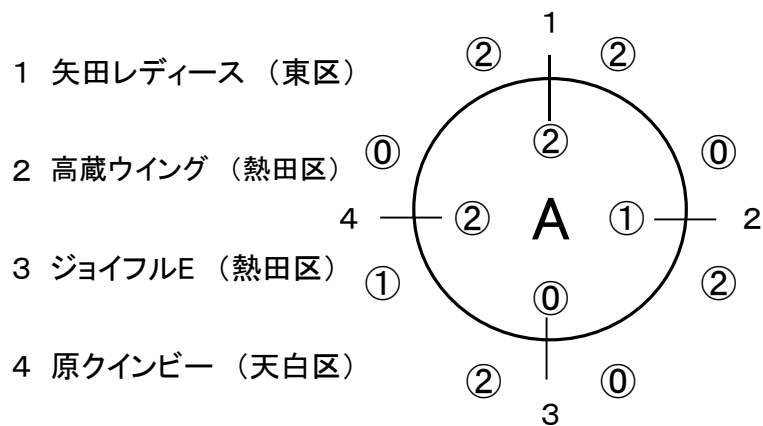 1
② ②
1 矢田レディース （東区）
②
⓪ ⓪
2 高蔵ウイング （熱田区）
4 ② A ① 2
3 ジョイフルE （熱田区）
① ⓪ ②
4 原クインビー （天白区）
② ⓪
3